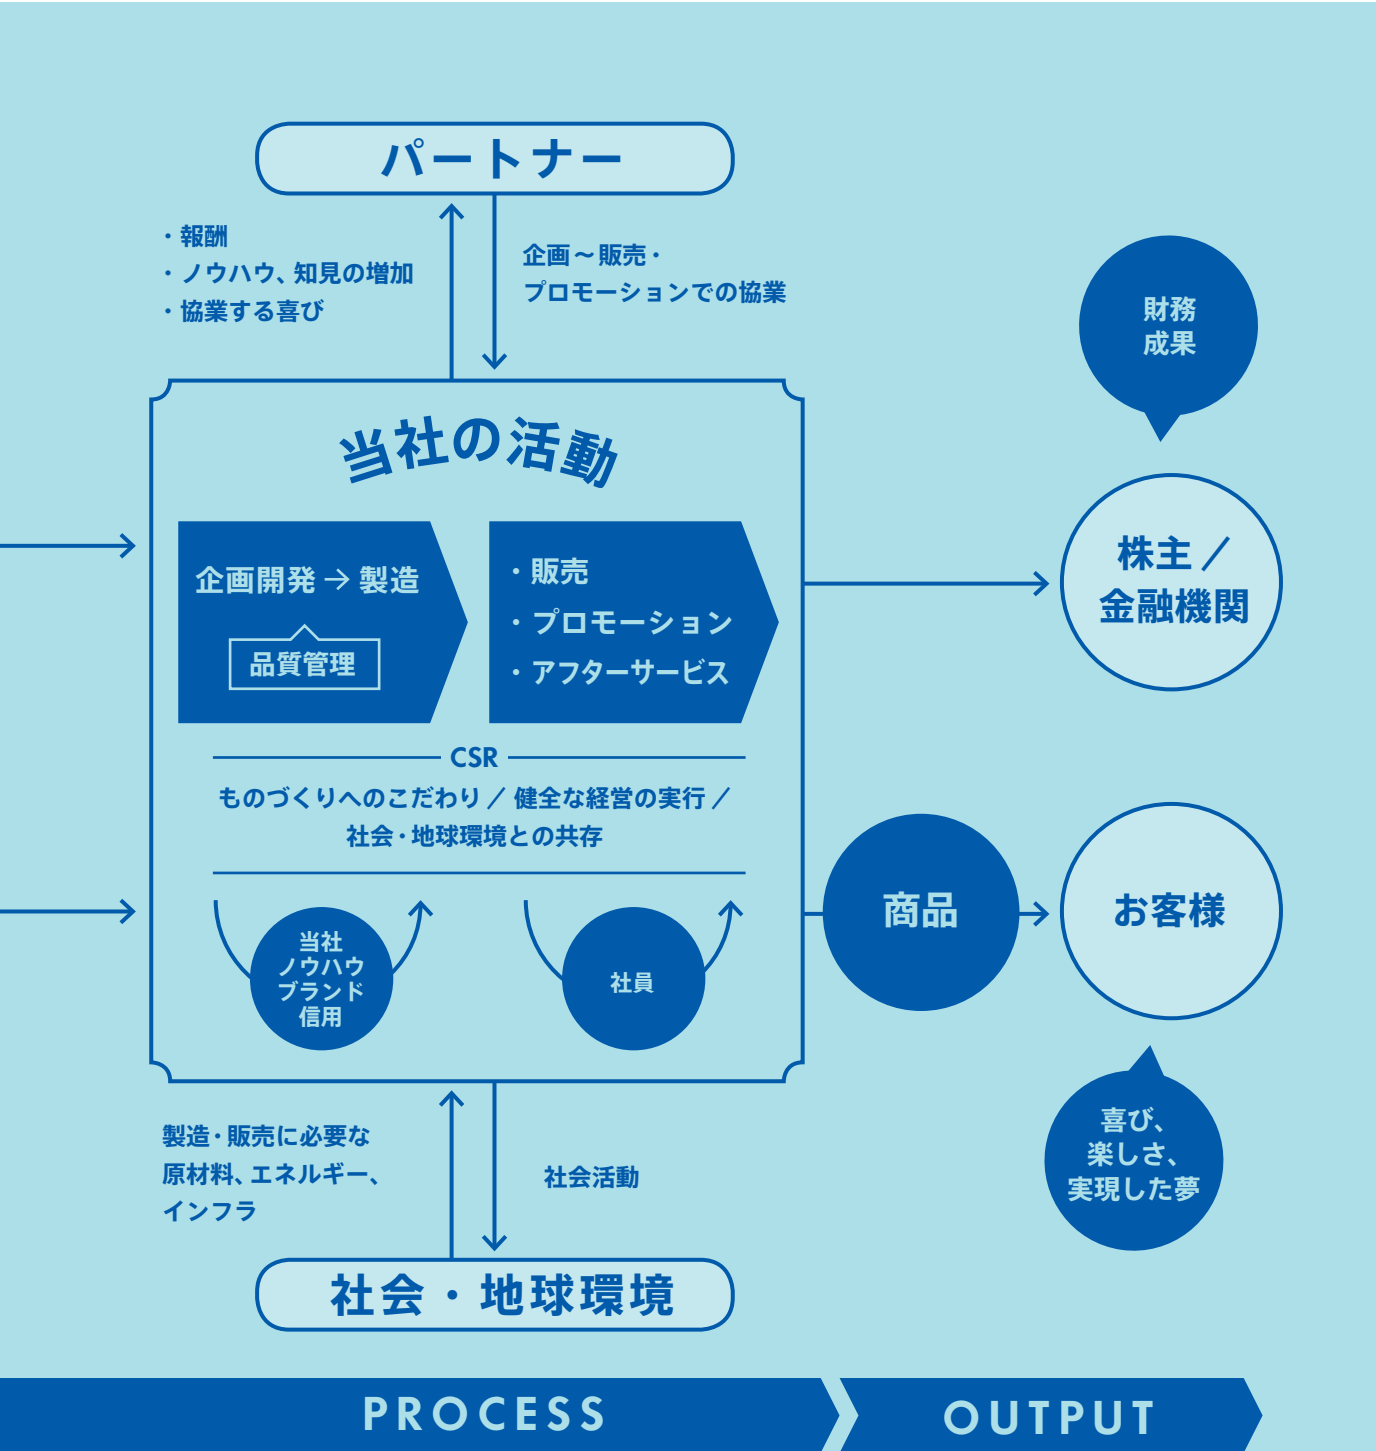 パートナー
・報酬
・ノウハウ、知見の増加
・協業する喜び
企画～販売・
プロモーションでの協業
当社の活動
企画開発→製造
品質管理
・販売
・プロモーション
・アフターサービス
CSR
ものづくりへのこだわり／健全な経営の実行／
社会・地球環境との共存
当社
ノウハウ
ブランド
信用
社員
製造・販売に必要な
原材料、エネルギー、
インフラ
社会活動
社会・地球環境
財務
成果
株主／
金融機関
商品
お客様
喜び、
楽しさ、
実現した夢
PROCESS
OUTPUT